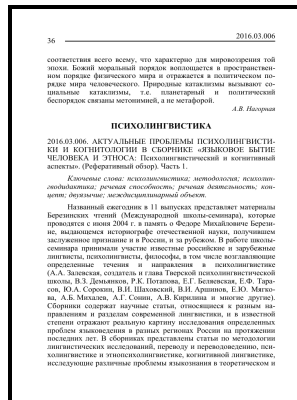 2016.03.006
36
соответствия всего всему, что характерно для мировоззрения той
эпохи. Божий моральный порядок воплощается в пространствен-
ном порядке физического мира и отражается в политическом по-
рядке мира человеческого. Природные катаклизмы вызывают со-
циальные катаклизмы, т.е. планетарный и политический
беспорядок связаны метонимией, а не метафорой.
А.В. Нагорная
ПСИХОЛИНГВИСТИКА
2016.03.006. АКТУАЛЬНЫЕ ПРОБЛЕМЫ ПСИХОЛИНГВИСТИ-
КИ И КОГНИТОЛОГИИ В СБОРНИКЕ «ЯЗЫКОВОЕ БЫТИЕ
ЧЕЛОВЕКА И ЭТНОСА: Психологический и когнитивный
аспекты». (Реферативный обзор). Часть 1.
Ключевые слова: психолингвистика; методология; психолин-
гводидактика; речевая способность; речевая деятельность; кон-
цепт; двуязычие; междисциплинарный объект.
Названный ежегодник в 11 выпусках представляет материалы
Березинских чтений (Международной школы-семинара), которые
проводятся с июня 2004 г. в память о Федоре Михайловиче Берези-
не, выдающемся историографе отечественной науки, получившем
заслуженное признание и в России, и за рубежом. В работе школы-
семинара принимали участие известные российские и зарубежные
лингвисты, психолингвисты, философы, в том числе возглавляющие
определенные течения и направления в психолингвистике
(А.А. Залевская, создатель и глава Тверской психолингвистической
школы, В.З. Демьянков, Р.К. Потапова, Е.Г. Беляевская, Е.Ф. Тара-
сов, Ю.А. Сорокин, В.И. Шаховский, В.И. Аршинов, Е.Ю. Мягко-
ва, А.Б. Михалев, А.Г. Сонин, А.В. Кирилина и многие другие).
Сборники содержат научные статьи, относящиеся к разным на-
правлениям и разделам современной лингвистики, и в известной
степени отражают реальную картину исследования определенных
проблем языковедения в разных регионах России на протяжении
последних лет. В сборниках представлены статьи по методологии
лингвистических исследований, переводу и переводоведению, пси-
холингвистике и этнопсихолингвистике, когнитивной лингвистике,
исследующие различные проблемы языкознания в теоретическом и